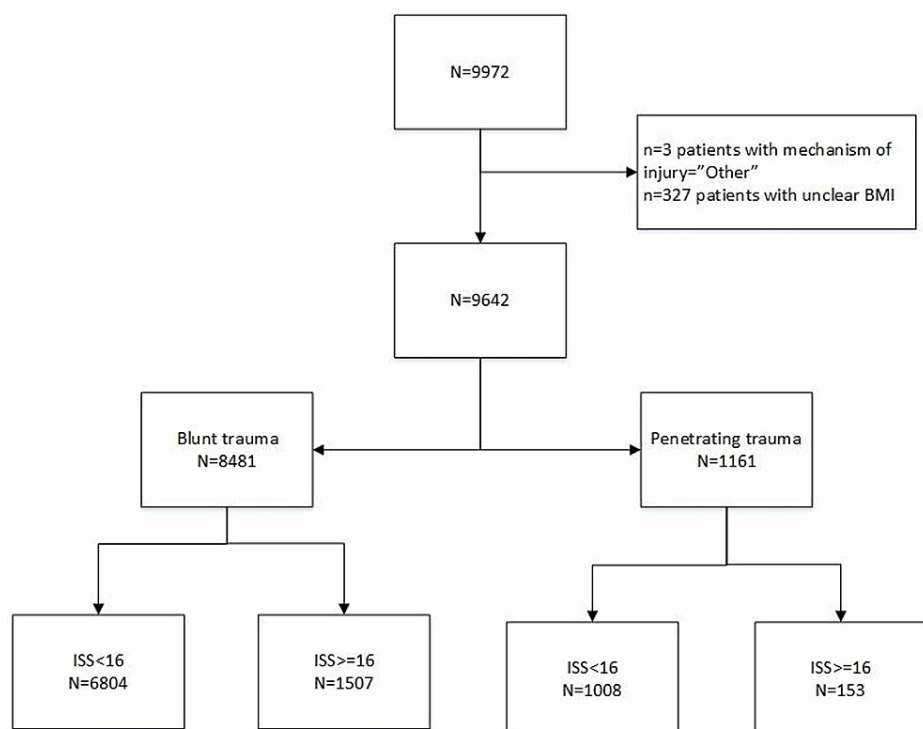 N=9972
n=3 patients with mechanism of
injury=”Other”
n=327 patients with unclear BMI
N=9642
Blunt trauma
N=8481
Penetrating trauma
N=1161
ISS<16
N=6804
ISS>=16
N=1507
ISS<16
N=1008
ISS>=16
N=153